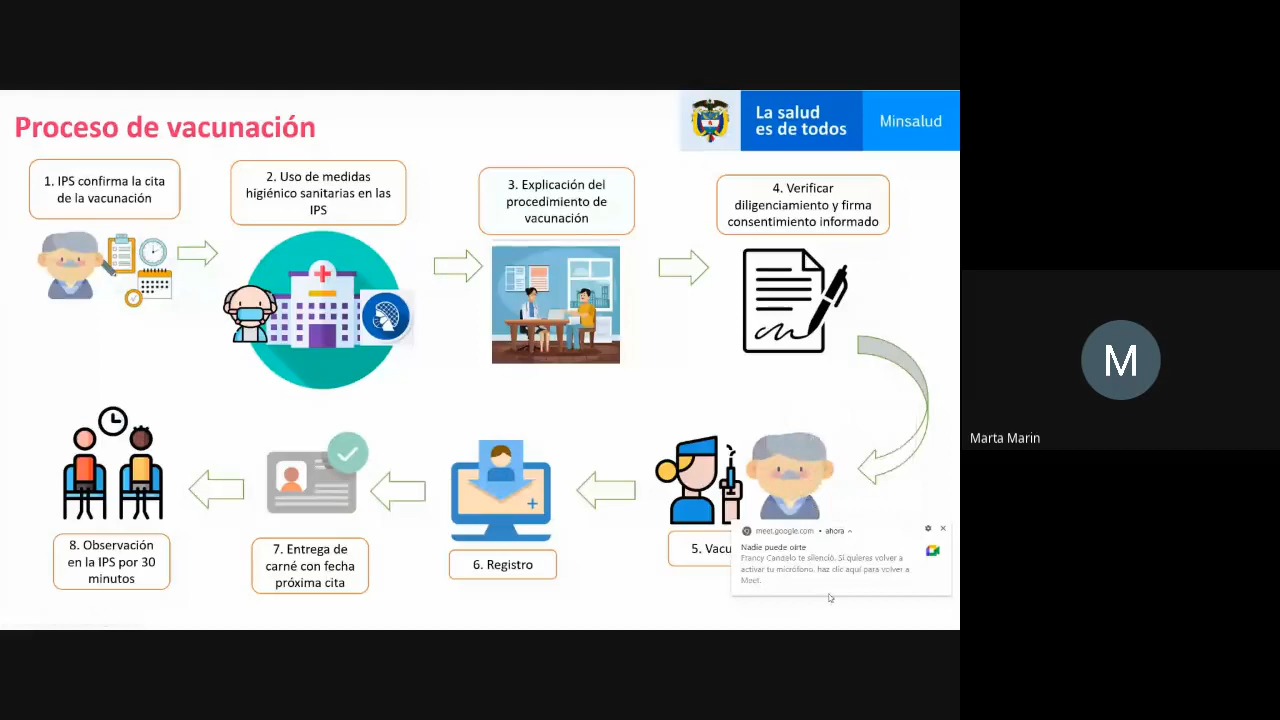 Proceso de vacunación
La salud
es de todos
Minsalud
1. IPS confirma la cita
de la vacunación
2. Uso de medidas
higiénico sanitarias en las
IPS
3. Explicación del
procedimiento de
vacunación
4. Verificar
diligenciamiento y firma
consentimiento informado
5. Vacu
6. Registro
7. Entrega de
carné con fecha
próxima cita
8. Observación
en la IPS por 30
minutos
meet.google.com • ahora
Nadie puede oírte
Francy Candelo te silenció. Si quieres volver a
activar tu micrófono, haz clic aquí para volver a
Meet.
M
Marta Marin